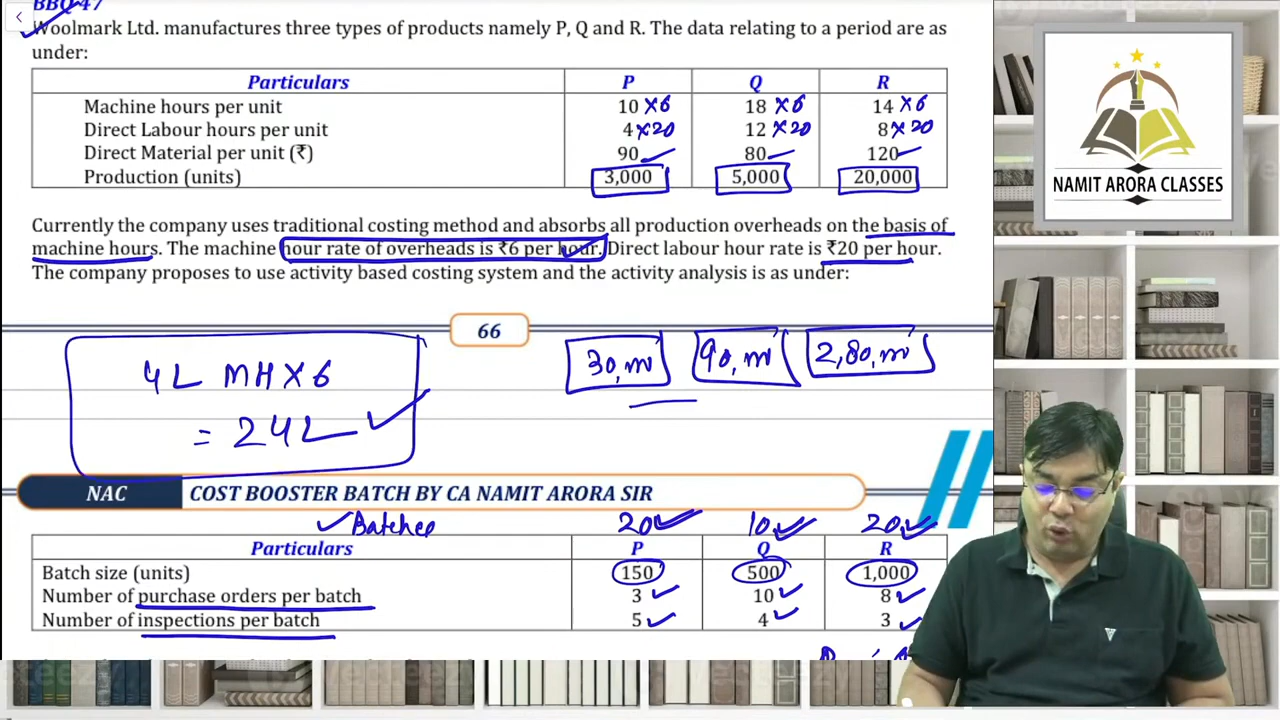 BBQ-47
Woolmark Ltd. manufactures three types of products namely P, Q and R. The data relating to a period are as
under:
Particulars P Q R
Machine hours per unit 10 ×6 18 ×6 14 ×6
Direct Labour hours per unit 4 ×20 12 ×20 8 ×20
Direct Material per unit (₹) 90 80 120
Production (units) 3,000 5,000 20,000
Currently the company uses traditional costing method and absorbs all production overheads on the basis of
machine hours. The machine hour rate of overheads is ₹6 per hour. Direct labour hour rate is ₹20 per hour.
The company proposes to use activity based costing system and the activity analysis is as under:
66
4L MH × 6
= 24L
30, 90, 2,80,
NAC COST BOOSTER BATCH BY CA NAMIT ARORA SIR
Batches 20 10 20
Particulars P Q R
Batch size (units) 150 500 1,000
Number of purchase orders per batch 3 10 8
Number of inspections per batch 5 4 3
NAMIT ARORA CLASSES